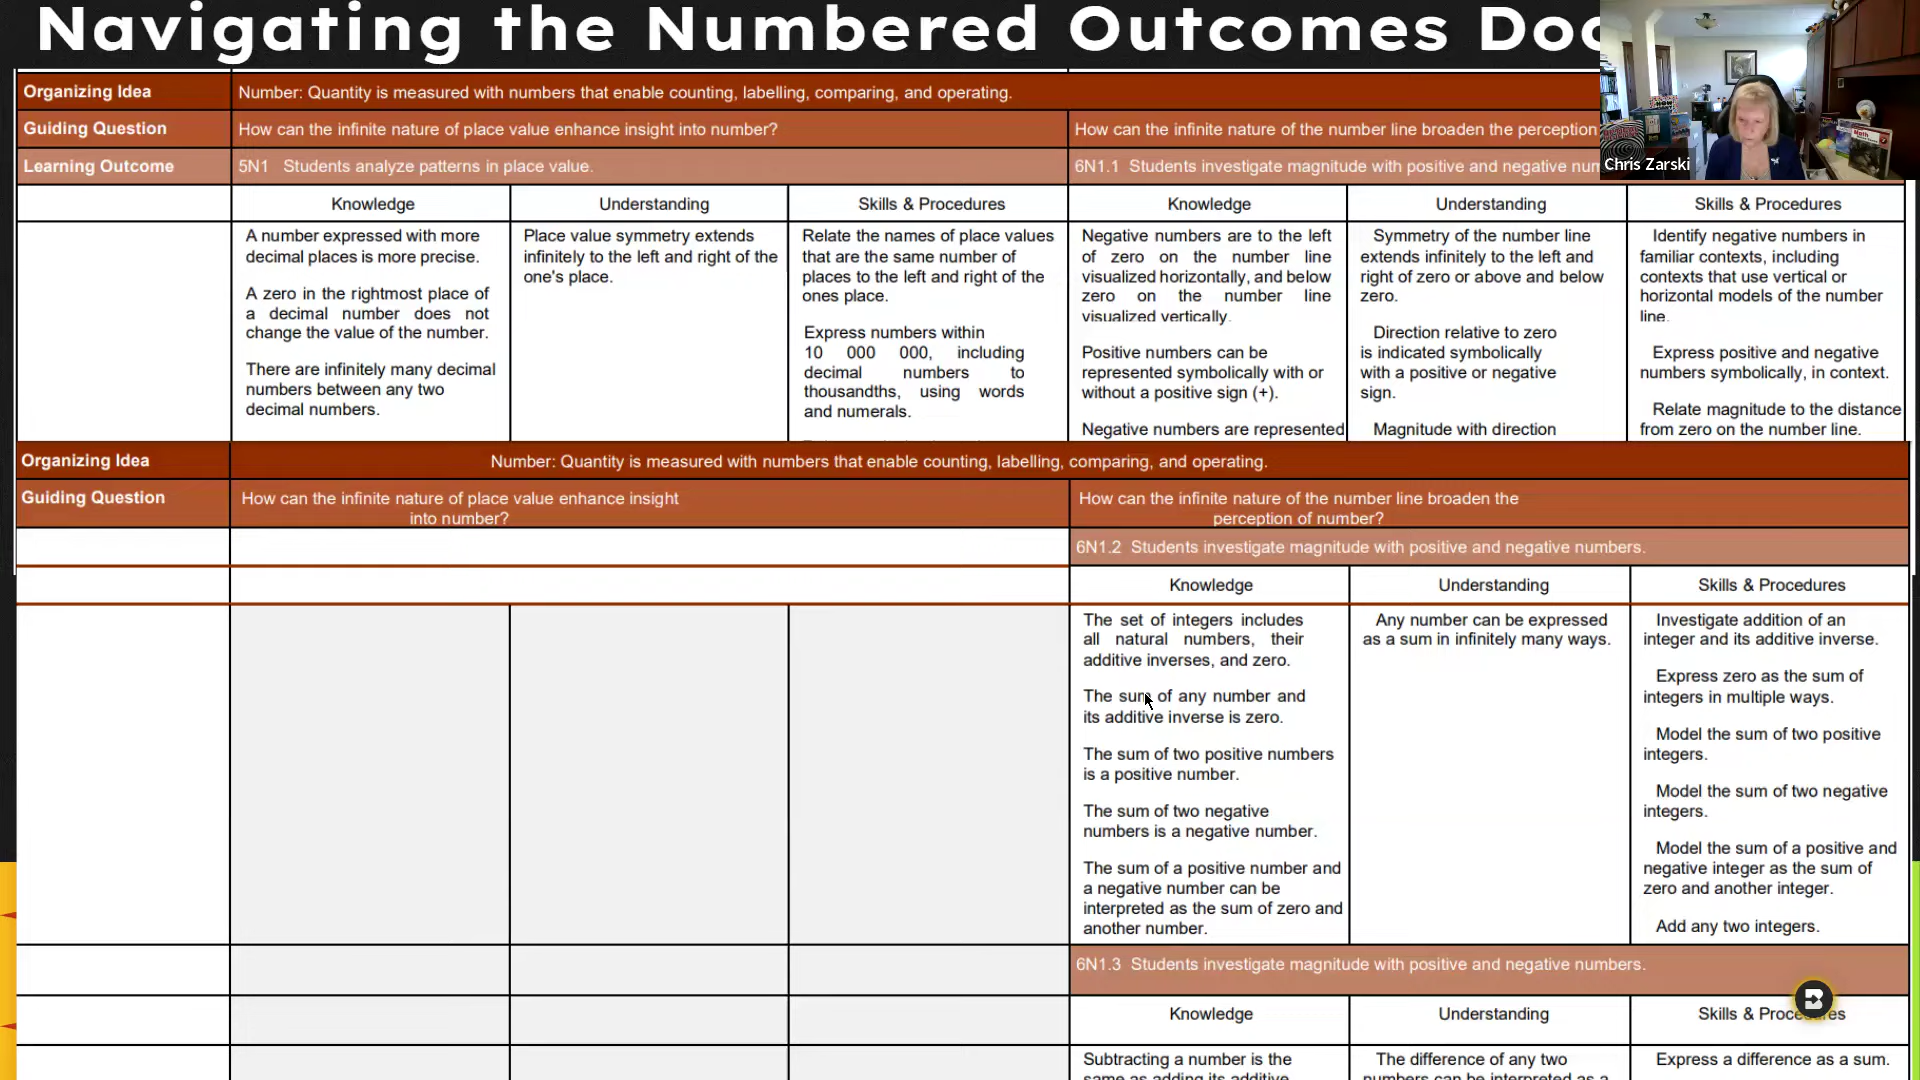 Navigating the Numbered Outcomes Doc
Chris Zarski
Organizing Idea
Number: Quantity is measured with numbers that enable counting, labelling, comparing, and operating.
Guiding Question
How can the infinite nature of place value enhance insight into number?
How can the infinite nature of the number line broaden the perception
Learning Outcome
5N1 Students analyze patterns in place value.
6N1.1 Students investigate magnitude with positive and negative num
Knowledge
Understanding
Skills & Procedures
Knowledge
Understanding
Skills & Procedures
A number expressed with more
decimal places is more precise.
A zero in the rightmost place of
a decimal number does not
change the value of the number.
There are infinitely many decimal
numbers between any two
decimal numbers.
Place value symmetry extends
infinitely to the left and right of the
one's place.
Relate the names of place values
that are the same number of
places to the left and right of the
ones place.
Express numbers within
10 000 000, including
decimal numbers to
thousandths, using words
and numerals.
Negative numbers are to the left
of zero on the number line
visualized horizontally, and below
zero on the number line
visualized vertically.
Positive numbers can be
represented symbolically with or
without a positive sign (+).
Negative numbers are represented
Symmetry of the number line
extends infinitely to the left and
right of zero or above and below
zero.
Direction relative to zero
is indicated symbolically
with a positive or negative
sign.
Magnitude with direction
Identify negative numbers in
familiar contexts, including
contexts that use vertical or
horizontal models of the number
line.
Express positive and negative
numbers symbolically, in context.
Relate magnitude to the distance
from zero on the number line.
Organizing Idea
Number: Quantity is measured with numbers that enable counting, labelling, comparing, and operating.
Guiding Question
How can the infinite nature of place value enhance insight
into number?
How can the infinite nature of the number line broaden the
perception of number?
6N1.2 Students investigate magnitude with positive and negative numbers.
Knowledge
Understanding
Skills & Procedures
The set of integers includes
all natural numbers, their
additive inverses, and zero.
The sum of any number and
its additive inverse is zero.
The sum of two positive numbers
is a positive number.
The sum of two negative
numbers is a negative number.
The sum of a positive number and
a negative number can be
interpreted as the sum of zero and
another number.
Any number can be expressed
as a sum in infinitely many ways.
Investigate addition of an
integer and its additive inverse.
Express zero as the sum of
integers in multiple ways.
Model the sum of two positive
integers.
Model the sum of two negative
integers.
Model the sum of a positive and
negative integer as the sum of
zero and another integer.
Add any two integers.
6N1.3 Students investigate magnitude with positive and negative numbers.
Knowledge
Understanding
Skills & Procedures
Subtracting a number is the
same as adding its additive
The difference of any two
numbers can be interpreted as a
Express a difference as a sum.